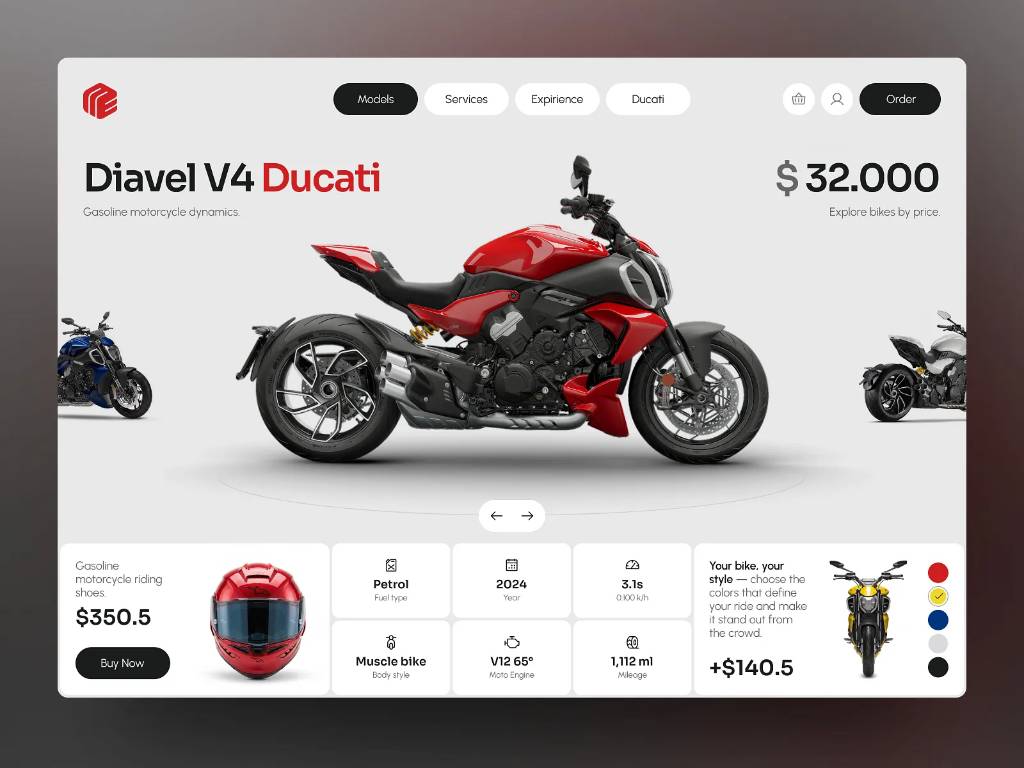 Models
Services
Expirience
Ducati
Order
Diavel V4 Ducati
Gasoline motorcycle dynamics.
$ 32.000
Explore bikes by price.
Gasoline
motorcycle riding
shoes.
$350.5
Buy Now
Petrol
Fuel type
2024
Year
3.1s
0:100 k/h
Muscle bike
Body style
V12 65°
Moto Engine
1,112 ml
Mileage
Your bike, your
style — choose the
colors that define
your ride and make
it stand out from
the crowd.
+$140.5